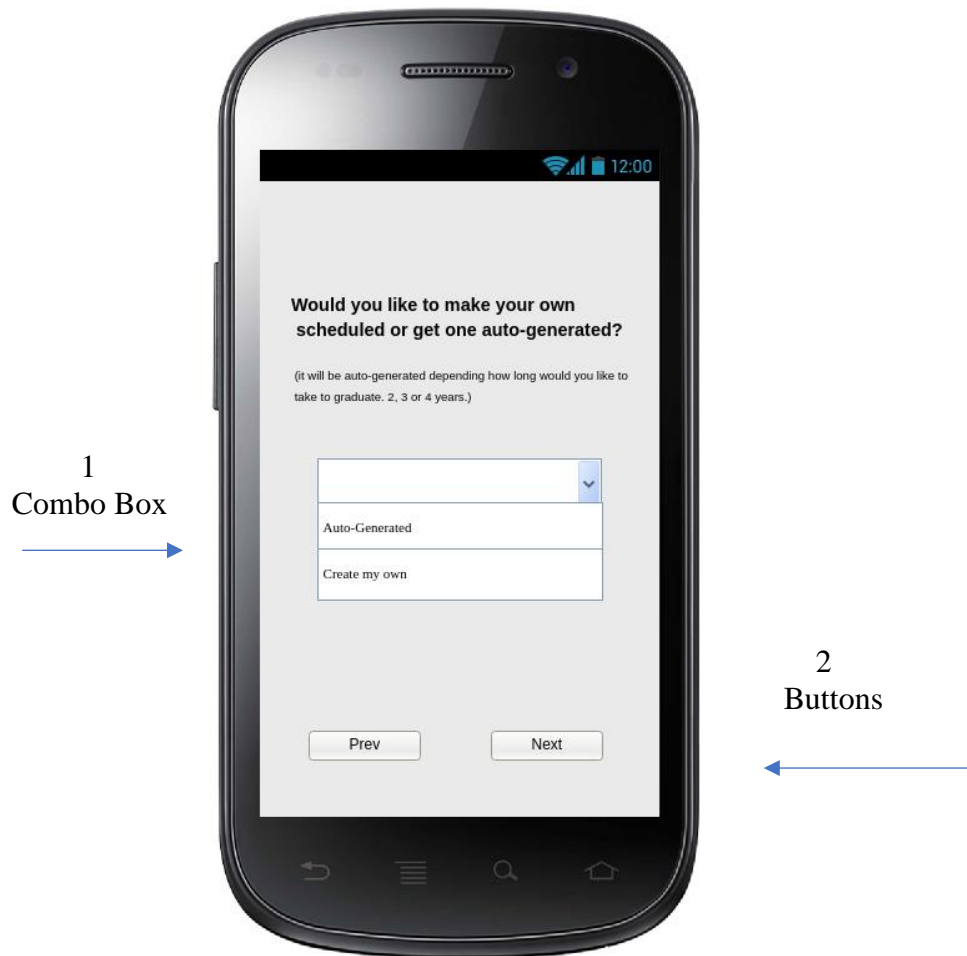 12:00
Would you like to make your own
scheduled or get one auto-generated?
(it will be auto-generated depending how long would you like to
take to graduate. 2, 3 or 4 years.)
1
Combo Box
Auto-Generated
Create my own
2
Buttons
Prev
Next